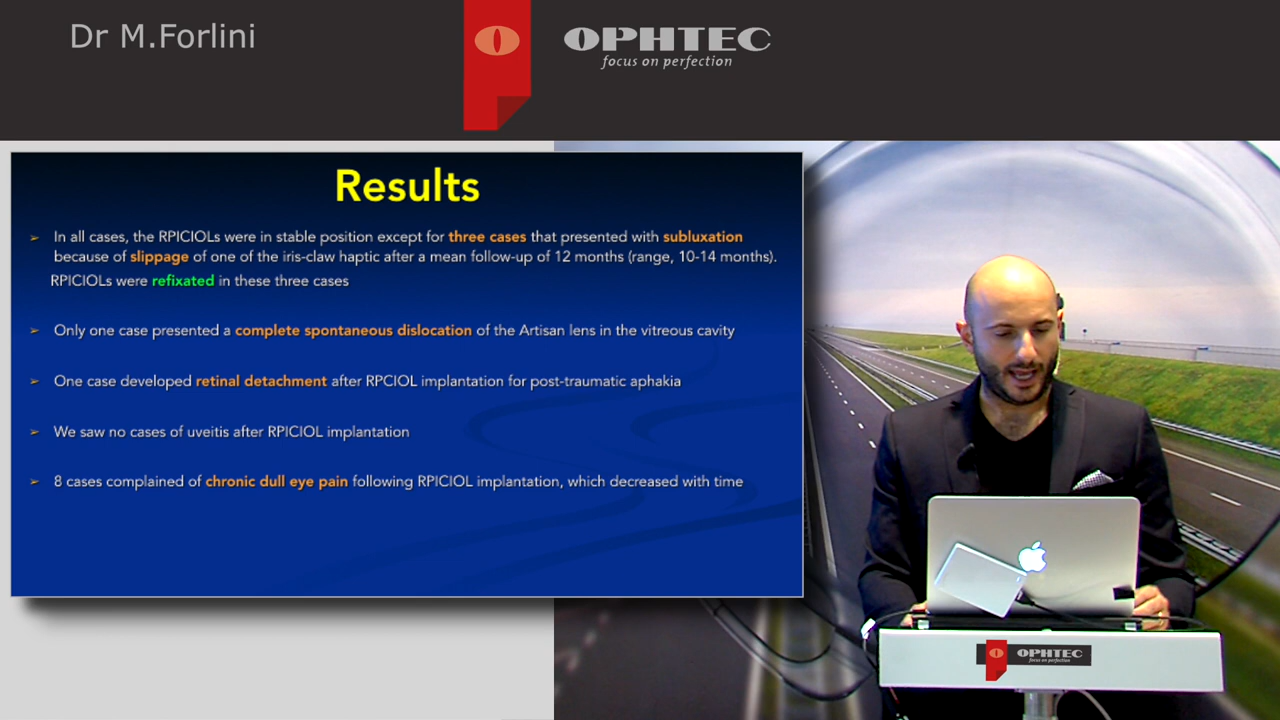 Dr M.Forlini
OPHTEC
focus on perfection
Results
➢ In all cases, the RPICIOLs were in stable position except for three cases that presented with subluxation
because of slippage of one of the iris-claw haptic after a mean follow-up of 12 months (range, 10-14 months).
RPICIOLs were refixated in these three cases
➢ Only one case presented a complete spontaneous dislocation of the Artisan lens in the vitreous cavity
➢ One case developed retinal detachment after RPCIOL implantation for post-traumatic aphakia
➢ We saw no cases of uveitis after RPICIOL implantation
➢ 8 cases complained of chronic dull eye pain following RPICIOL implantation, which decreased with time
OPHTEC
focus on perfection